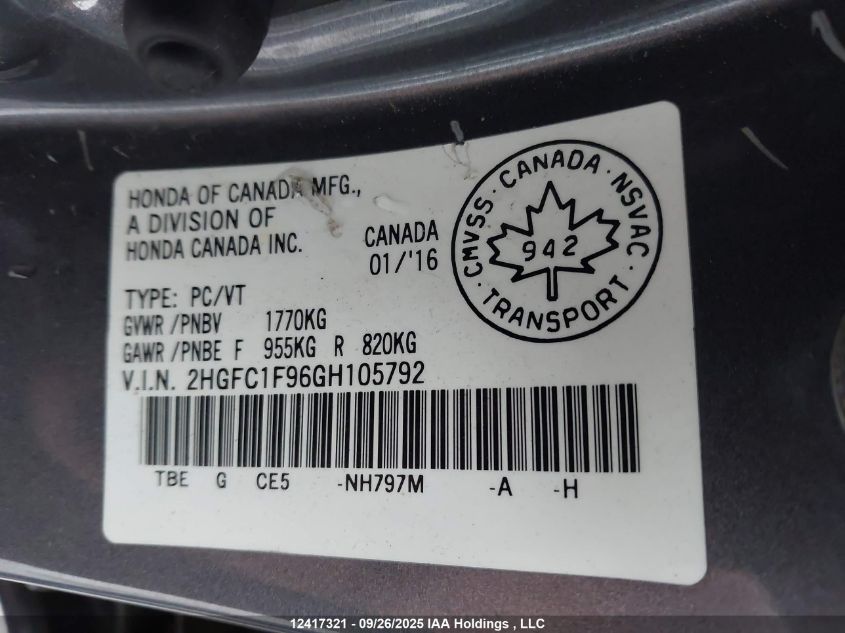 HONDA OF CANADA MFG.,
A DIVISION OF
HONDA CANADA INC.
CANADA
01/'16
TYPE: PC/VT
GVWR /PNBV 1770KG
GAWR /PNBE F 955KG R 820KG
V.I.N. 2HGFC1F96GH105792
TBE G CE5 -NH797M -A -H
CMVSS · CANADA · NSVAC · TRANSPORT ·
942
12417321 - 09/26/2025 IAA Holdings , LLC